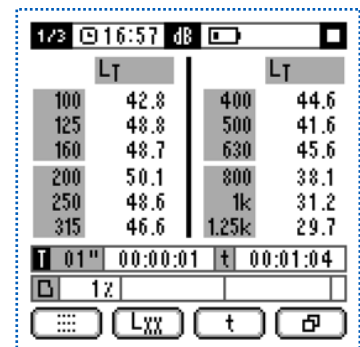 1/3 16:57 dB
LT LT
100 42.8 400 44.6
125 48.8 500 41.6
160 48.7 630 45.6
200 50.1 800 38.1
250 48.6 1k 31.2
315 46.6 1.25k 29.7
T 01" 00:00:01 t 00:01:04
1%
LXX t